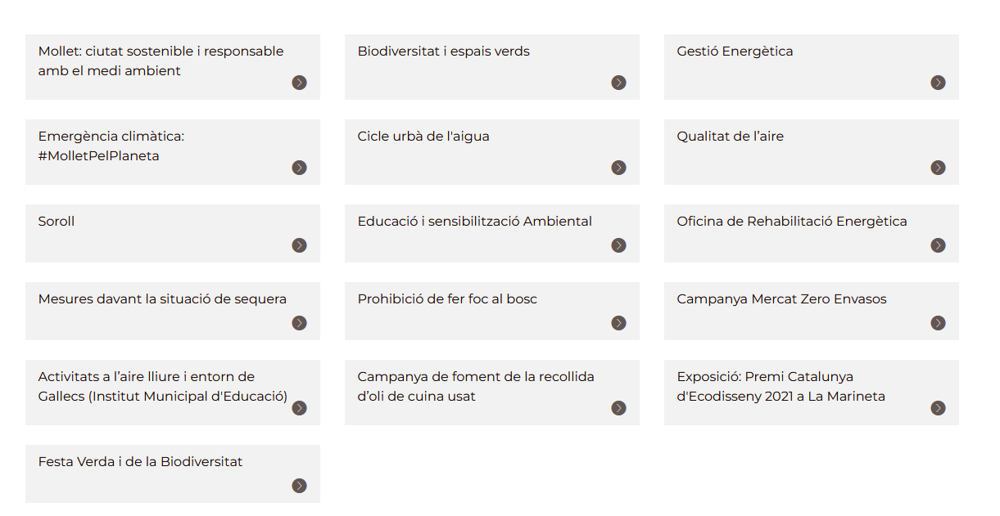 Mollet: ciutat sostenible i responsable
amb el medi ambient
Biodiversitat i espais verds
Gestió Energètica
Emergència climàtica:
#MolletPelPlaneta
Cicle urbà de l'aigua
Qualitat de l’aire
Soroll
Educació i sensibilització Ambiental
Oficina de Rehabilitació Energètica
Mesures davant la situació de sequera
Prohibició de fer foc al bosc
Campanya Mercat Zero Envasos
Activitats a l’aire lliure i entorn de
Gallecs (Institut Municipal d'Educació)
Campanya de foment de la recollida
d’oli de cuina usat
Exposició: Premi Catalunya
d'Ecodisseny 2021 a La Marineta
Festa Verda i de la Biodiversitat